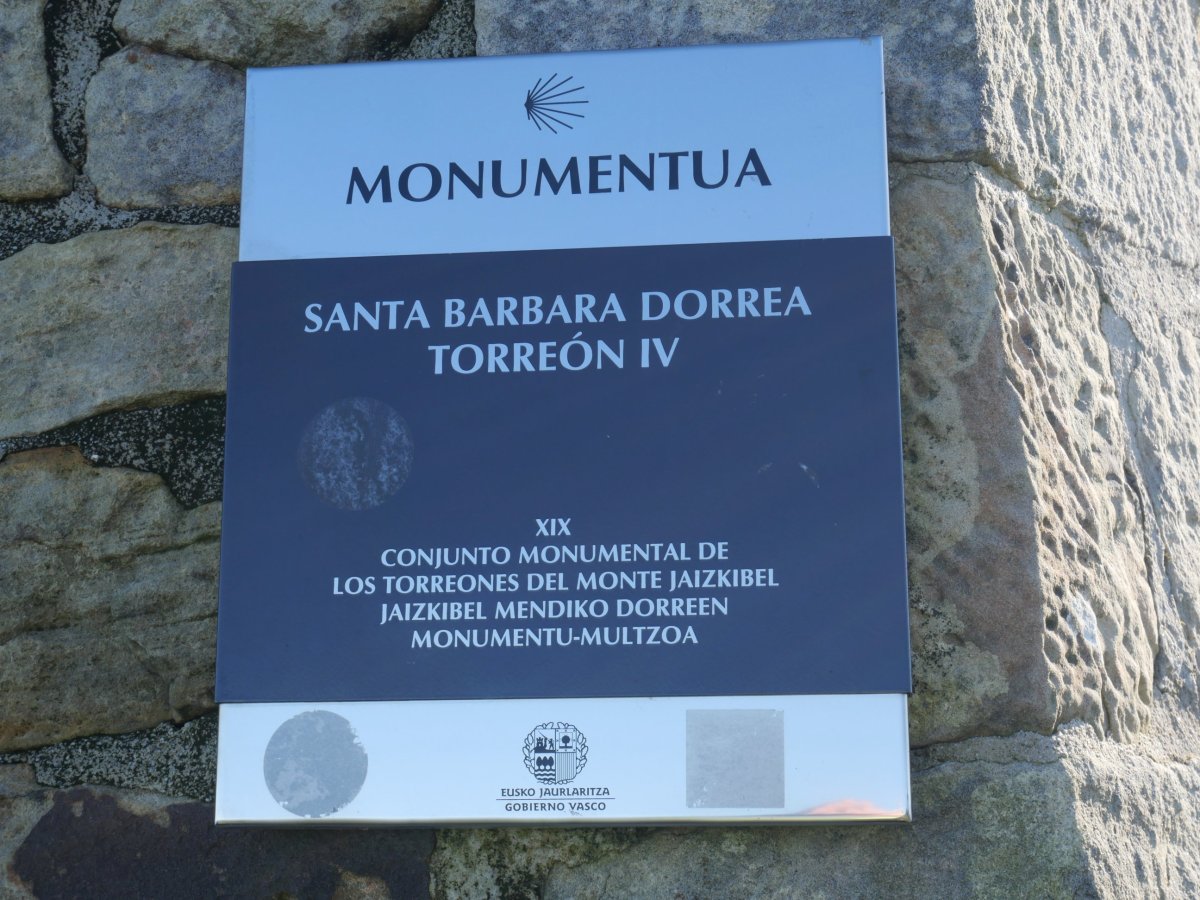 MONUMENTUA
SANTA BARBARA DORREA
TORREÓN IV
XIX
CONJUNTO MONUMENTAL DE
LOS TORREONES DEL MONTE JAIZKIBEL
JAIZKIBEL MENDIKO DORREEN
MONUMENTU-MULTZOA
EUSKO JAURLARITZA
GOBIERNO VASCO